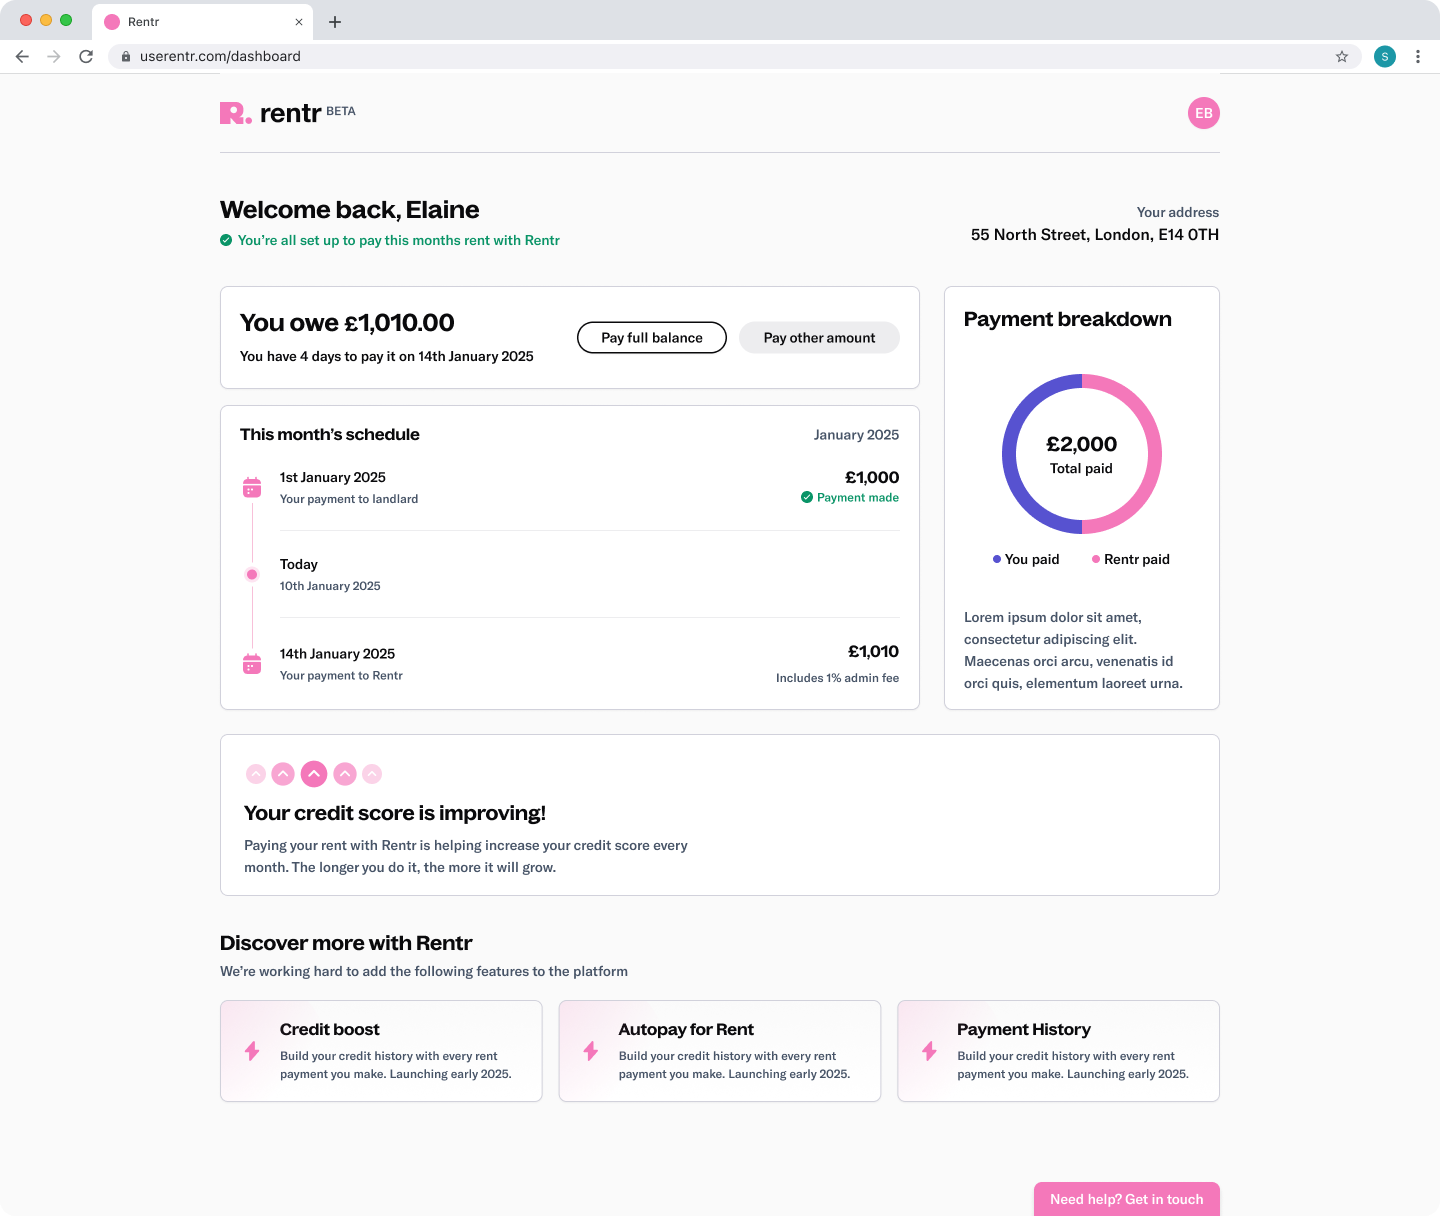 Rentr
userentr.com/dashboard
S
R. rentr BETA
EB
Welcome back, Elaine
You're all set up to pay this months rent with Rentr
Your address
55 North Street, London, E14 0TH
You owe £1,010.00
You have 4 days to pay it on 14th January 2025
Pay full balance
Pay other amount
This month's schedule
January 2025
1st January 2025
Your payment to landlard
£1,000
Payment made
Today
10th January 2025
14th January 2025
Your payment to Rentr
£1,010
Includes 1% admin fee
Payment breakdown
£2,000
Total paid
You paid
Rentr paid
Lorem ipsum dolor sit amet,
consectetur adipiscing elit.
Maecenas orci arcu, venenatis id
orci quis, elementum laoreet urna.
Your credit score is improving!
Paying your rent with Rentr is helping increase your credit score every
month. The longer you do it, the more it will grow.
Discover more with Rentr
We're working hard to add the following features to the platform
Credit boost
Build your credit history with every rent
payment you make. Launching early 2025.
Autopay for Rent
Build your credit history with every rent
payment you make. Launching early 2025.
Payment History
Build your credit history with every rent
payment you make. Launching early 2025.
Need help? Get in touch